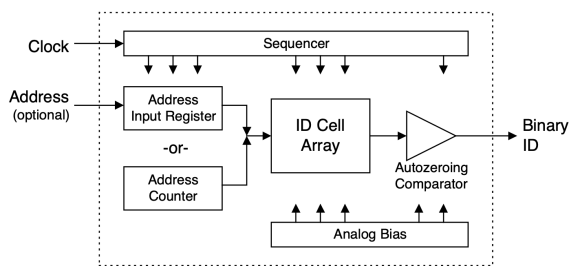 Clock
Sequencer
Address
(optional)
Address
Input Register
-or-
Address
Counter
ID Cell
Array
Autozeroing
Comparator
Binary
ID
Analog Bias